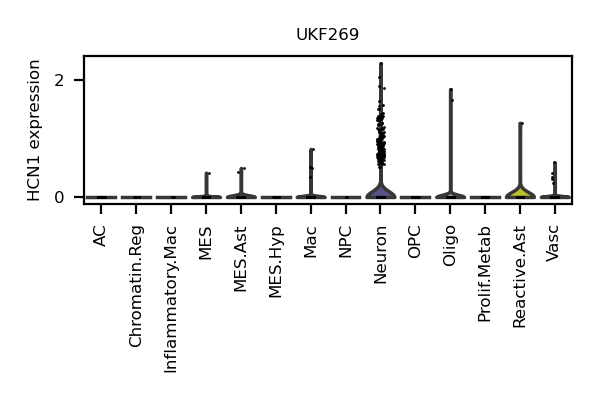 UKF269
HCN1 expression
2
0
AC
Chromatin.Reg
Inflammatory.Mac
MES
MES.Ast
MES.Hyp
Mac
NPC
Neuron
OPC
Oligo
Prolif.Metab
Reactive.Ast
Vasc